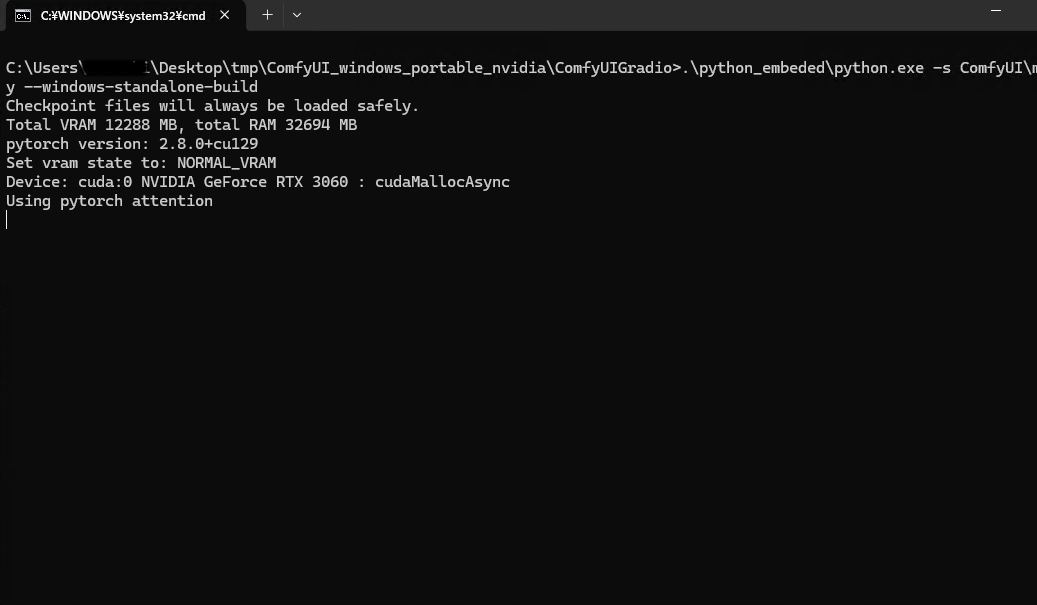 C:¥WINDOWS¥system32¥cmd
C:\Users\ i\Desktop\tmp\ComfyUI_windows_portable_nvidia\ComfyUIGradio>.\python_embeded\python.exe -s ComfyUI\m
y --windows-standalone-build
Checkpoint files will always be loaded safely.
Total VRAM 12288 MB, total RAM 32694 MB
pytorch version: 2.8.0+cu129
Set vram state to: NORMAL_VRAM
Device: cuda:0 NVIDIA GeForce RTX 3060 : cudaMallocAsync
Using pytorch attention